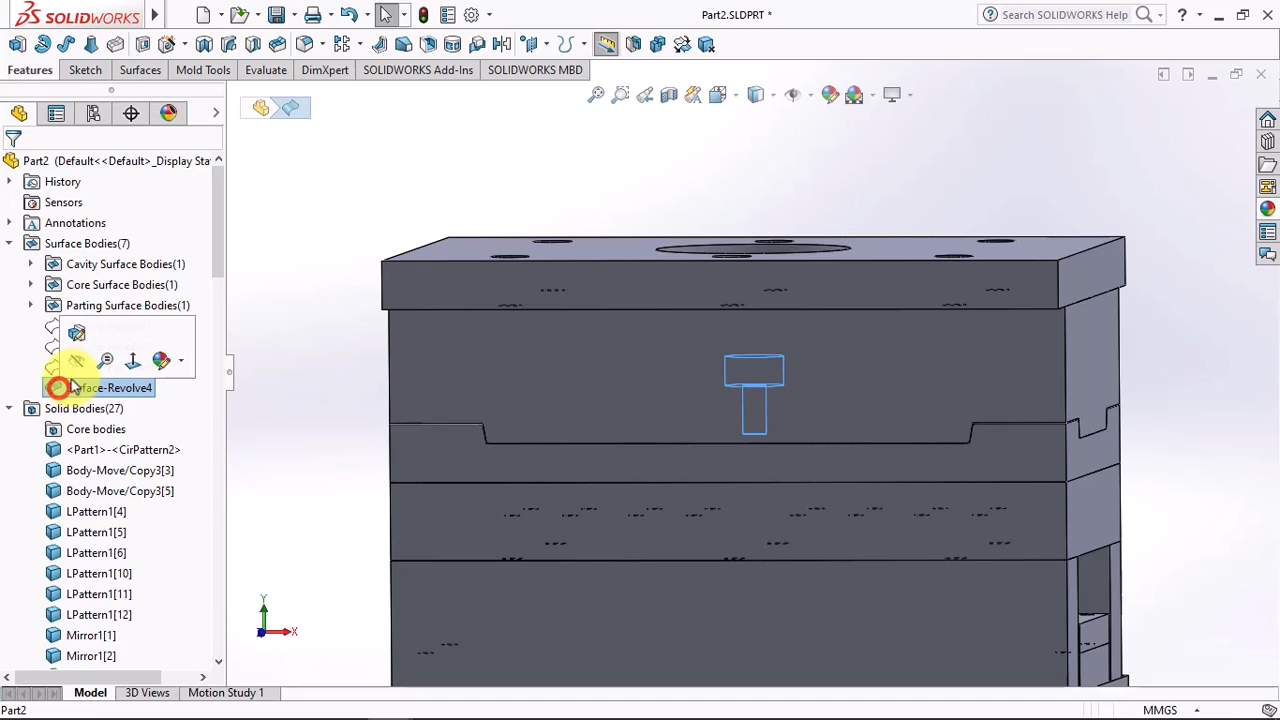 SOLIDWORKS
Part2.SLDPRT *
Search SOLIDWORKS Help
Features
Sketch
Surfaces
Mold Tools
Evaluate
DimXpert
SOLIDWORKS Add-Ins
SOLIDWORKS MBD
Part2 (Default<<Default>_Display Sta
History
Sensors
Annotations
Surface Bodies(7)
Cavity Surface Bodies(1)
Core Surface Bodies(1)
Parting Surface Bodies(1)
face-Revolve4
Solid Bodies(27)
Core bodies
<Part1>-<CirPattern2>
Body-Move/Copy3[3]
Body-Move/Copy3[5]
LPattern1[4]
LPattern1[5]
LPattern1[6]
LPattern1[10]
LPattern1[11]
LPattern1[12]
Mirror1[1]
Mirror1[2]
Y
X
Model
3D Views
Motion Study 1
Part2
MMGS